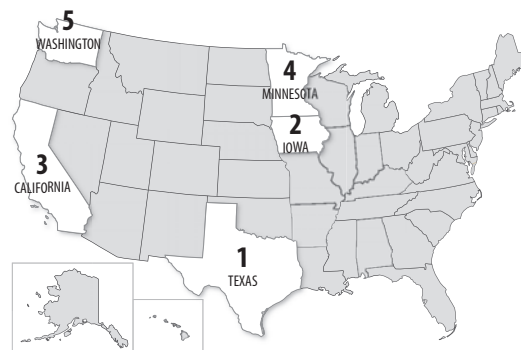 5
WASHINGTON
4
MINNESOTA
2
IOWA
3
CALIFORNIA
1
TEXAS